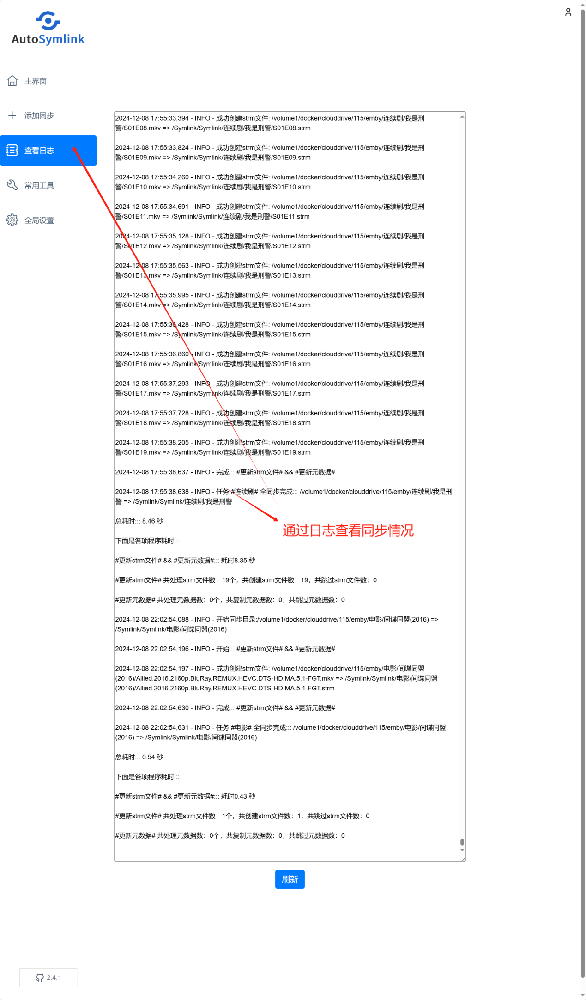 AutoSymlink
主界面
添加同步
查看日志
常用工具
全局设置
2024-12-08 17:55:33,394 - INFO - 成功创建strm文件: /volume1/docker/clouddrive/115/emby/连续剧/我是刑
警/S01E08.mkv => /Symlink/Symlink/连续剧/我是刑警/S01E08.strm
2024-12-08 17:55:33,824 - INFO - 成功创建strm文件: /volume1/docker/clouddrive/115/emby/连续剧/我是刑
警/S01E09.mkv => /Symlink/Symlink/连续剧/我是刑警/S01E09.strm
2024-12-08 17:55:34,260 - INFO - 成功创建strm文件: /volume1/docker/clouddrive/115/emby/连续剧/我是刑
警/S01E10.mkv => /Symlink/Symlink/连续剧/我是刑警/S01E10.strm
2024-12-08 17:55:34,691 - INFO - 成功创建strm文件: /volume1/docker/clouddrive/115/emby/连续剧/我是刑
警/S01E11.mkv => /Symlink/Symlink/连续剧/我是刑警/S01E11.strm
2024-12-08 17:55:35,128 - INFO - 成功创建strm文件: /volume1/docker/clouddrive/115/emby/连续剧/我是刑
警/S01E12.mkv => /Symlink/Symlink/连续剧/我是刑警/S01E12.strm
2024-12-08 17:55:35,563 - INFO - 成功创建strm文件: /volume1/docker/clouddrive/115/emby/连续剧/我是刑
警/S01E13.mkv => /Symlink/Symlink/连续剧/我是刑警/S01E13.strm
2024-12-08 17:55:35,995 - INFO - 成功创建strm文件: /volume1/docker/clouddrive/115/emby/连续剧/我是刑
警/S01E14.mkv => /Symlink/Symlink/连续剧/我是刑警/S01E14.strm
2024-12-08 17:55:36,428 - INFO - 成功创建strm文件: /volume1/docker/clouddrive/115/emby/连续剧/我是刑
警/S01E15.mkv => /Symlink/Symlink/连续剧/我是刑警/S01E15.strm
2024-12-08 17:55:36,860 - INFO - 成功创建strm文件: /volume1/docker/clouddrive/115/emby/连续剧/我是刑
警/S01E16.mkv => /Symlink/Symlink/连续剧/我是刑警/S01E16.strm
2024-12-08 17:55:37,293 - INFO - 成功创建strm文件: /volume1/docker/clouddrive/115/emby/连续剧/我是刑
警/S01E17.mkv => /Symlink/Symlink/连续剧/我是刑警/S01E17.strm
2024-12-08 17:55:37,728 - INFO - 成功创建strm文件: /volume1/docker/clouddrive/115/emby/连续剧/我是刑
警/S01E18.mkv => /Symlink/Symlink/连续剧/我是刑警/S01E18.strm
2024-12-08 17:55:38,205 - INFO - 成功创建strm文件: /volume1/docker/clouddrive/115/emby/连续剧/我是刑
警/S01E19.mkv => /Symlink/Symlink/连续剧/我是刑警/S01E19.strm
2024-12-08 17:55:38,637 - INFO - 完成::: #更新strm文件# && #更新元数据#
2024-12-08 17:55:38,638 - INFO - 任务 #连续剧# 全同步完成::: /volume1/docker/clouddrive/115/emby/连续剧/我是刑
警 => /Symlink/Symlink/连续剧/我是刑警
总耗时::: 8.46 秒
通过日志查看同步情况
下面是各项程序耗时:::
#更新strm文件# && #更新元数据#::: 耗时8.35 秒
#更新strm文件# 共处理strm文件数：19个，共创建strm文件数：19，共跳过strm文件数：0
#更新元数据# 共处理元数据数：0个，共复制元数据数：0，共跳过元数据数：0
2024-12-08 22:02:54,088 - INFO - 开始同步目录:/volume1/docker/clouddrive/115/emby/电影/间谍同盟(2016) =>
/Symlink/Symlink/电影/间谍同盟(2016)
2024-12-08 22:02:54,196 - INFO - 开始::: #更新strm文件# && #更新元数据#
2024-12-08 22:02:54,197 - INFO - 成功创建strm文件: /volume1/docker/clouddrive/115/emby/电影/间谍同盟
(2016)/Allied.2016.2160p.BluRay.REMUX.HEVC.DTS-HD.MA.5.1-FGT.mkv => /Symlink/Symlink/电影/间谍同盟
(2016)/Allied.2016.2160p.BluRay.REMUX.HEVC.DTS-HD.MA.5.1-FGT.strm
2024-12-08 22:02:54,630 - INFO - 完成::: #更新strm文件# && #更新元数据#
2024-12-08 22:02:54,631 - INFO - 任务 #电影# 全同步完成::: /volume1/docker/clouddrive/115/emby/电影/间谍同盟
(2016) => /Symlink/Symlink/电影/间谍同盟(2016)
总耗时::: 0.54 秒
下面是各项程序耗时:::
#更新strm文件# && #更新元数据#::: 耗时0.43 秒
#更新strm文件# 共处理strm文件数：1个，共创建strm文件数：1，共跳过strm文件数：0
#更新元数据# 共处理元数据数：0个，共复制元数据数：0，共跳过元数据数：0
刷新
2.4.1